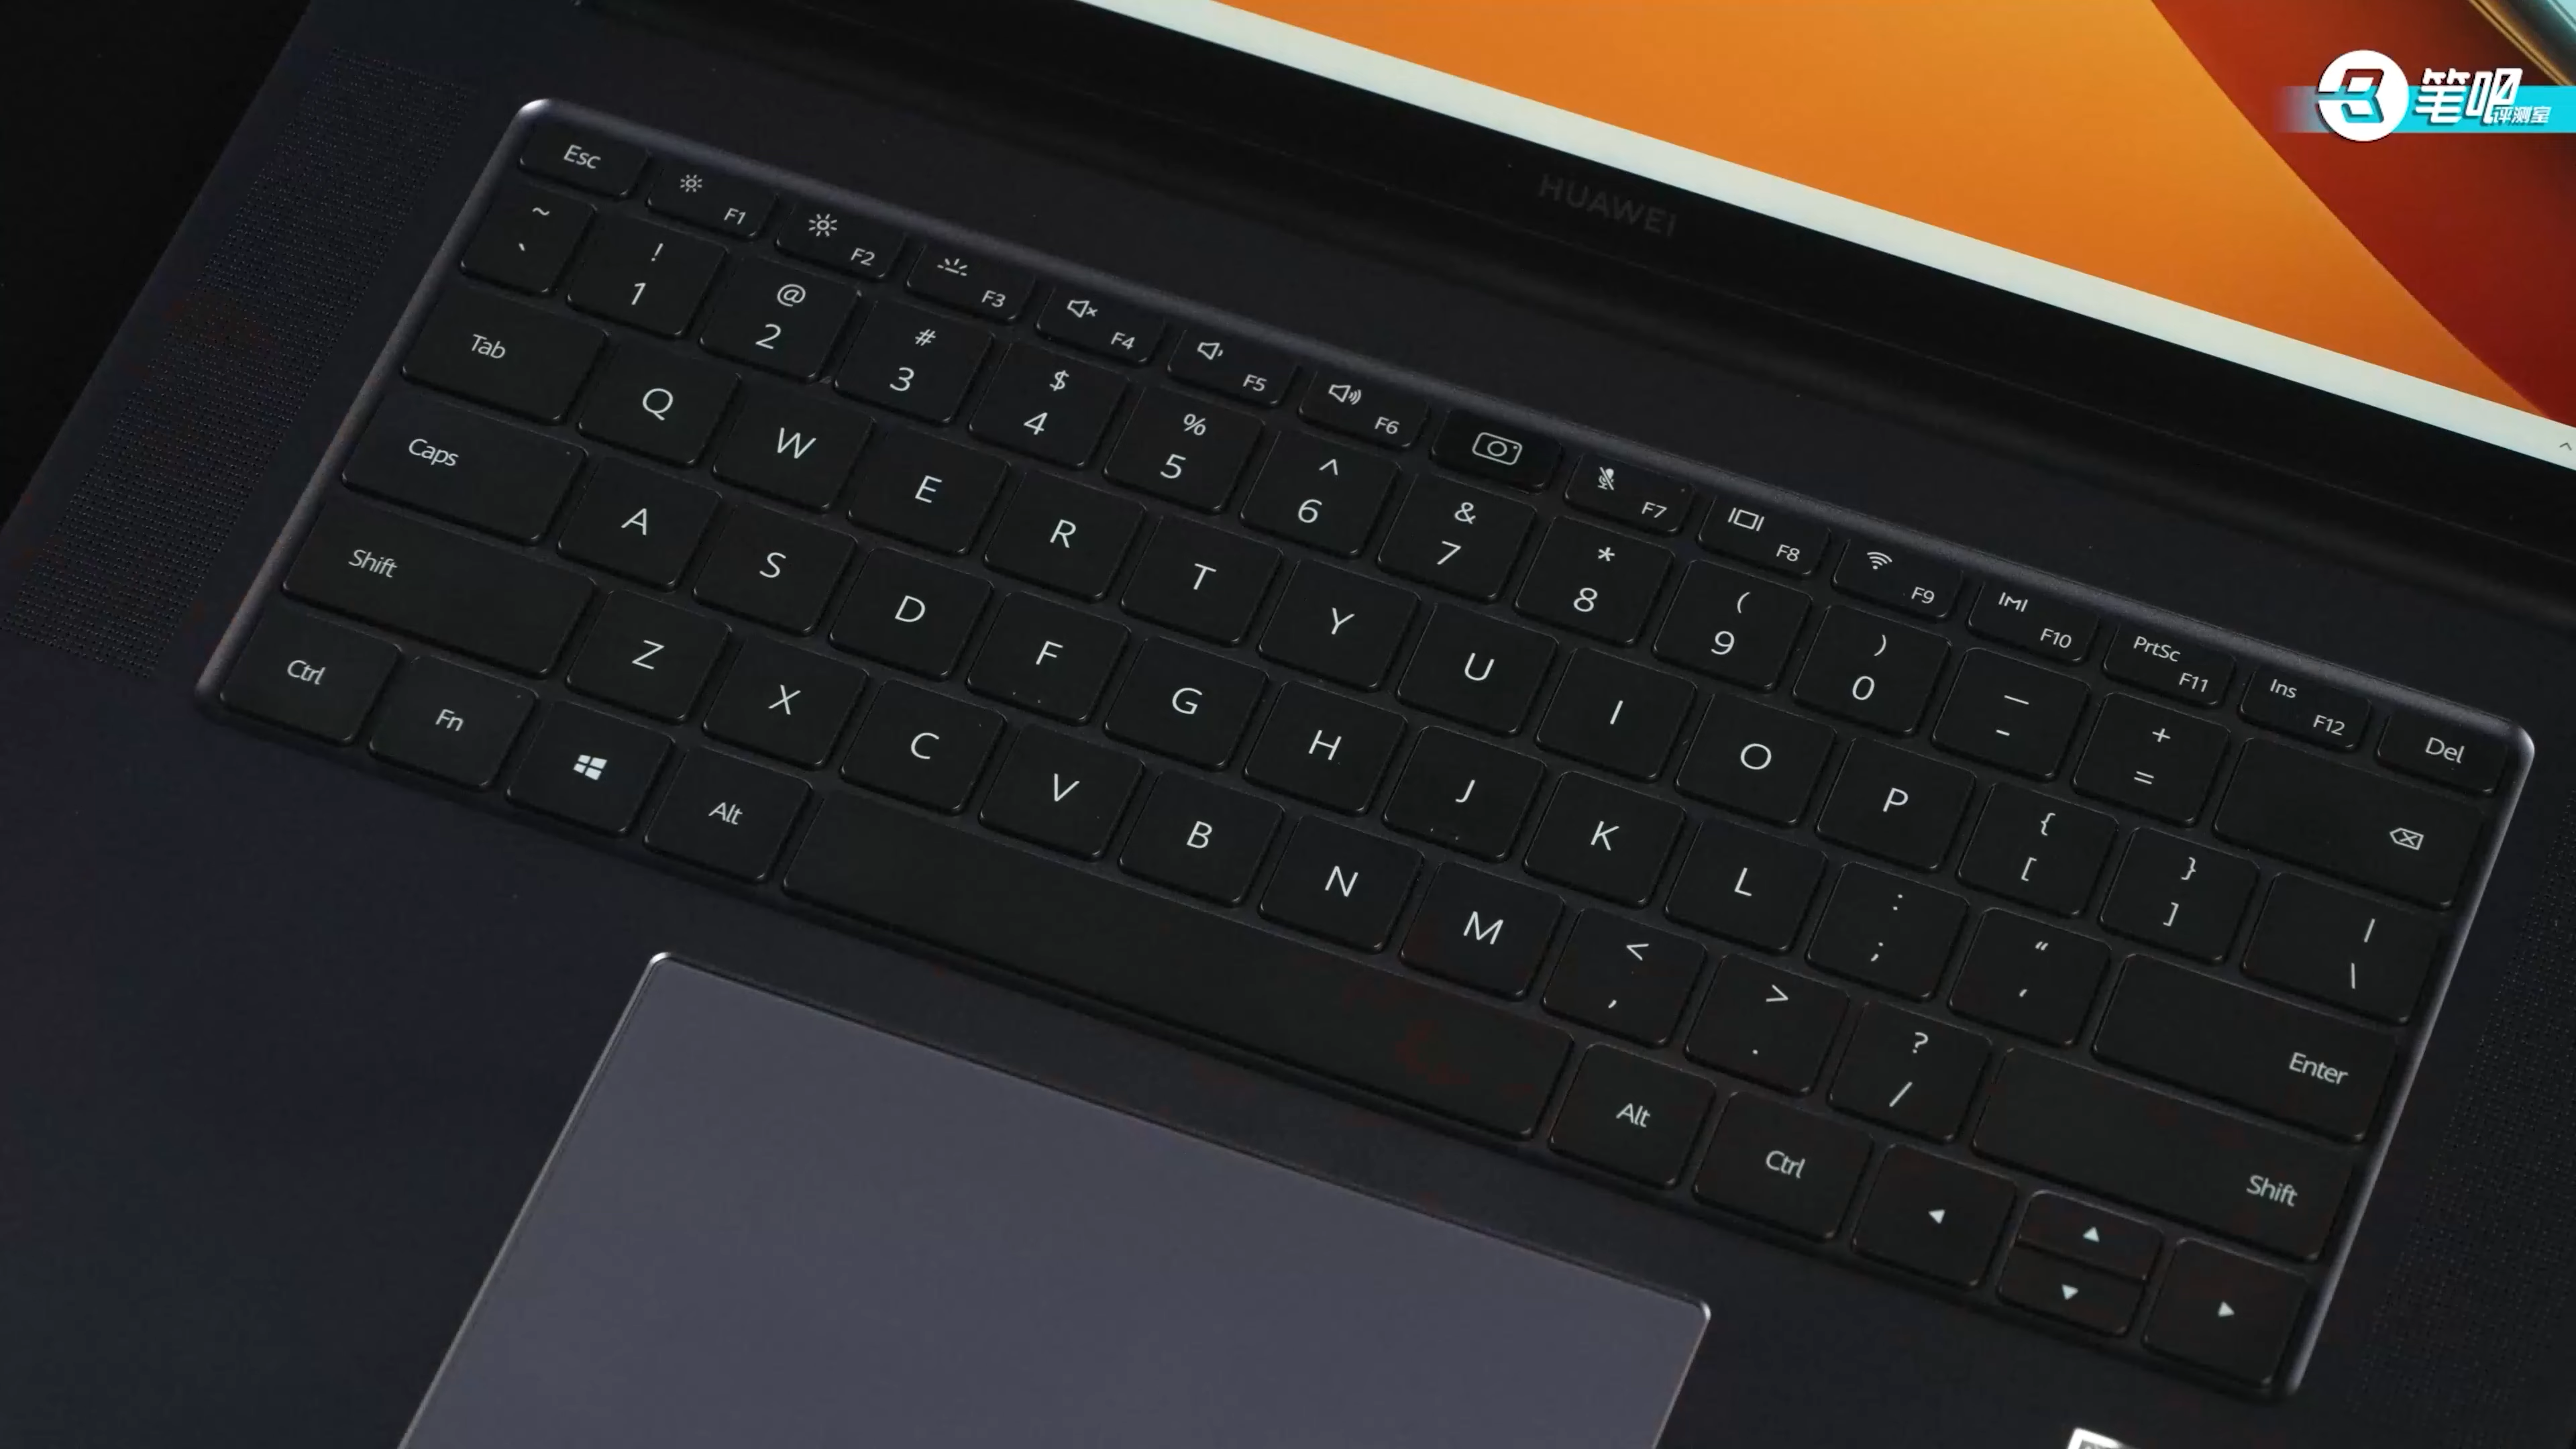 笔吧评测室
HUAWEI
Esc F1 F2 F3 F4 F5 F6 F7 F8 F9 F10 PrtSc F11 Ins F12 Del
~ ` ! 1 @ 2 # 3 $ 4 % 5 ^ 6 & 7 * 8 ( 9 ) 0 — - + =
Tab Q W E R T Y U I O P { [ } ] | \
Caps A S D F G H J K L : ; “ ‘ Enter
Shift Z X C V B N M < , > . ? / Shift
Ctrl Fn Alt Alt Ctrl